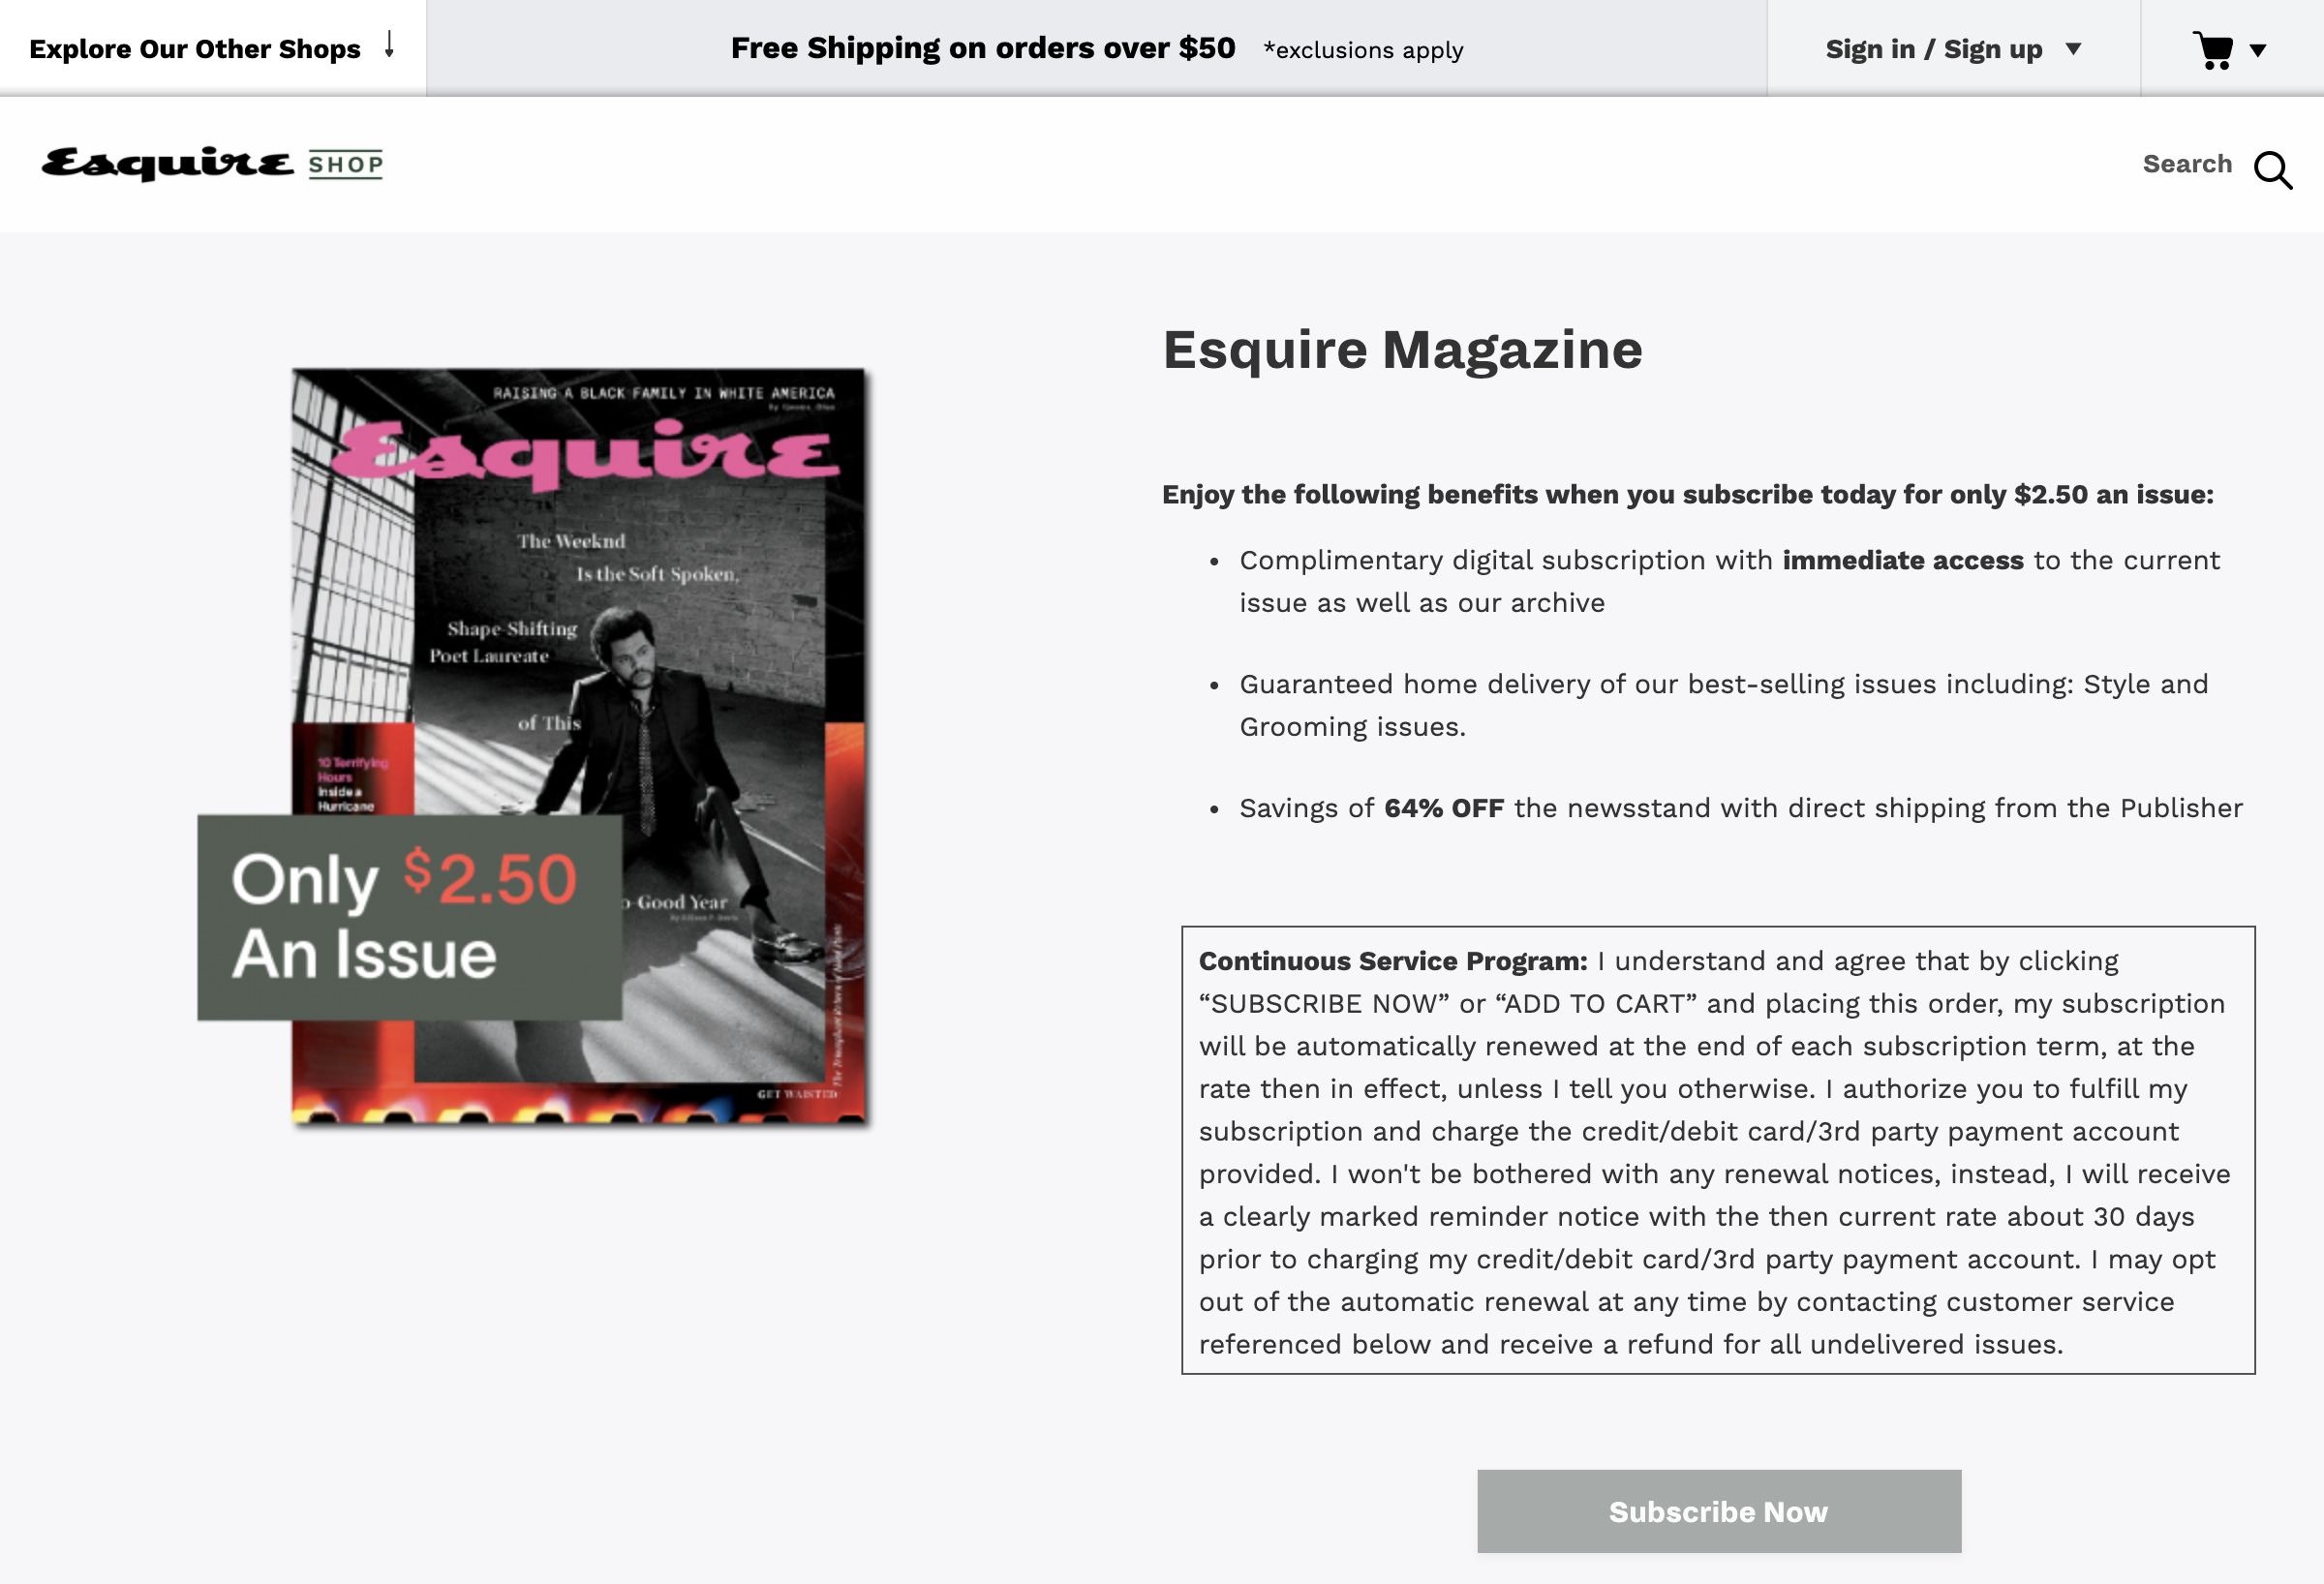 Explore Our Other Shops
Free Shipping on orders over $50 *exclusions apply
Sign in / Sign up
Esquire SHOP
Search
RAISING A BLACK FAMILY IN WHITE AMERICA
Esquire
The Weeknd
Is the Soft-Spoken,
Shape-Shifting
Poet Laureate
of This
10 Terrifying
Hours
Inside a
Hurricane
o-Good Year
GET WAISTED
Only $2.50
An Issue
Esquire Magazine
Enjoy the following benefits when you subscribe today for only $2.50 an issue:
• Complimentary digital subscription with immediate access to the current
issue as well as our archive
• Guaranteed home delivery of our best-selling issues including: Style and
Grooming issues.
• Savings of 64% OFF the newsstand with direct shipping from the Publisher
Continuous Service Program: I understand and agree that by clicking
“SUBSCRIBE NOW” or “ADD TO CART” and placing this order, my subscription
will be automatically renewed at the end of each subscription term, at the
rate then in effect, unless I tell you otherwise. I authorize you to fulfill my
subscription and charge the credit/debit card/3rd party payment account
provided. I won't be bothered with any renewal notices, instead, I will receive
a clearly marked reminder notice with the then current rate about 30 days
prior to charging my credit/debit card/3rd party payment account. I may opt
out of the automatic renewal at any time by contacting customer service
referenced below and receive a refund for all undelivered issues.
Subscribe Now